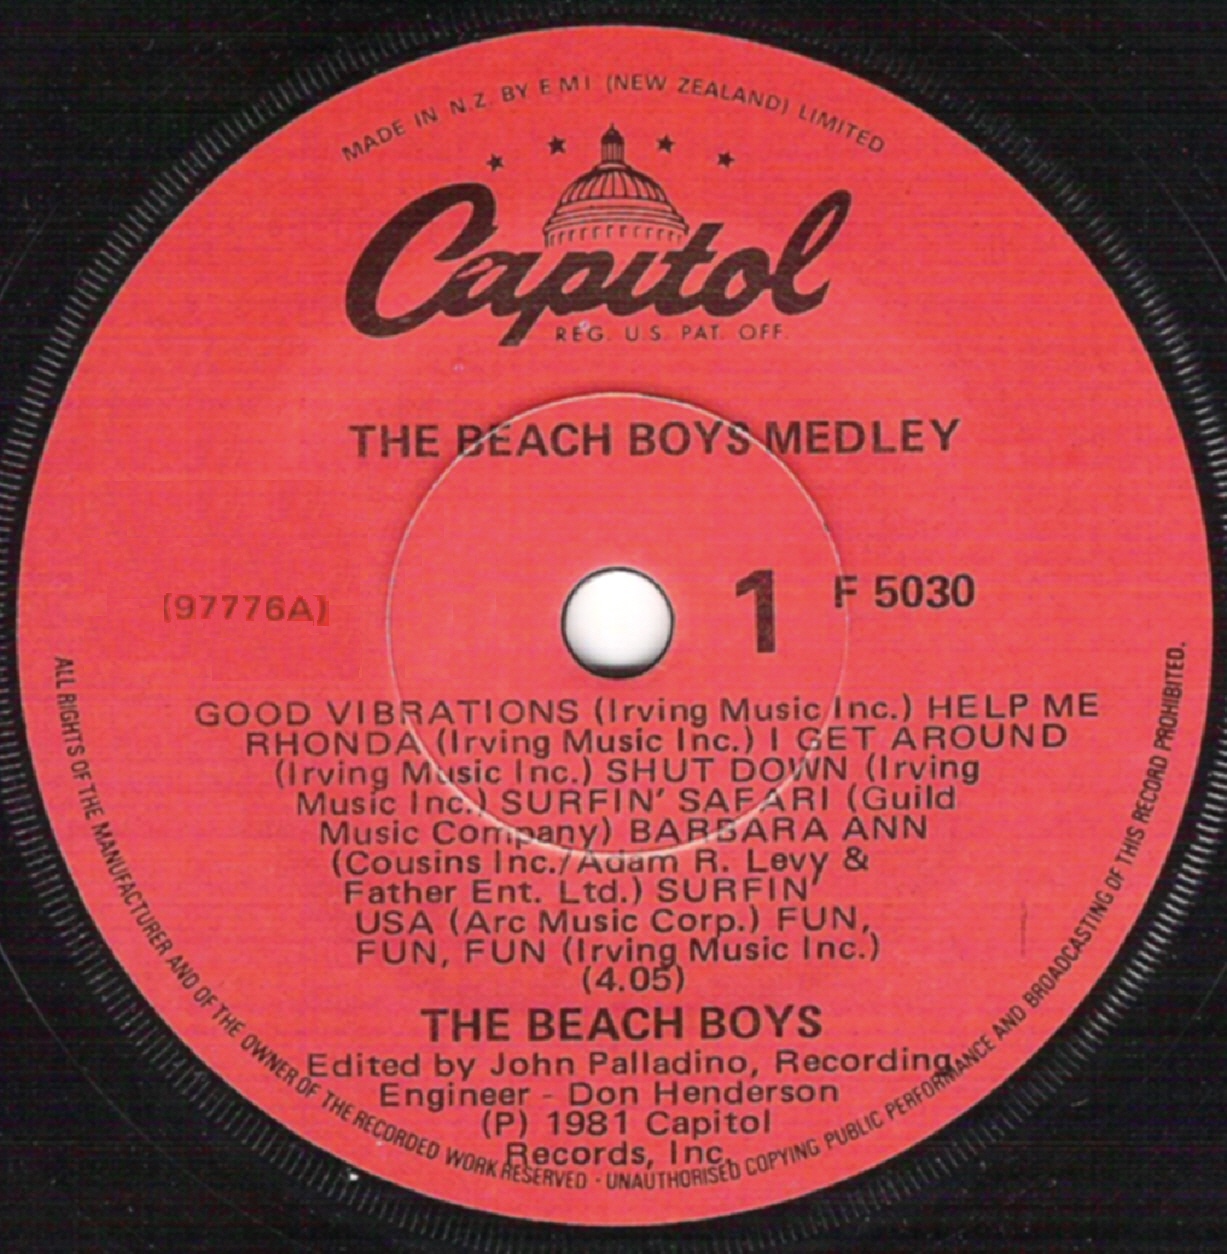 MADE IN N.Z. BY EMI (NEW ZEALAND) LIMITED
Capitol
REG. U.S. PAT. OFF.
THE BEACH BOYS MEDLEY
1 F 5030
(97776A)
GOOD VIBRATIONS (Irving Music Inc.) HELP ME
RHONDA (Irving Music Inc.) I GET AROUND
(Irving Music Inc.) SHUT DOWN (Irving
Music Inc.) SURFIN' SAFARI (Guild
Music Company) BARBARA ANN
(Cousins Inc./Adam R. Levy &
Father Ent. Ltd.) SURFIN'
USA (Arc Music Corp.) FUN,
FUN, FUN (Irving Music Inc.)
(4.05)
THE BEACH BOYS
Edited by John Palladino, Recording
Engineer - Don Henderson
(P) 1981 Capitol
Records, Inc.
ALL RIGHTS OF THE MANUFACTURER AND OF THE OWNER OF THE RECORDED WORK RESERVED - UNAUTHORISED COPYING PUBLIC PERFORMANCE AND BROADCASTING OF THIS RECORD PROHIBITED.